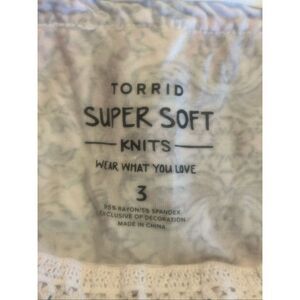 TORRID
SUPER SOFT
KNITS
WEAR WHAT YOU LOVE
3
95% RAYON/5% SPANDEX
EXCLUSIVE OF DECORATION
MADE IN CHINA